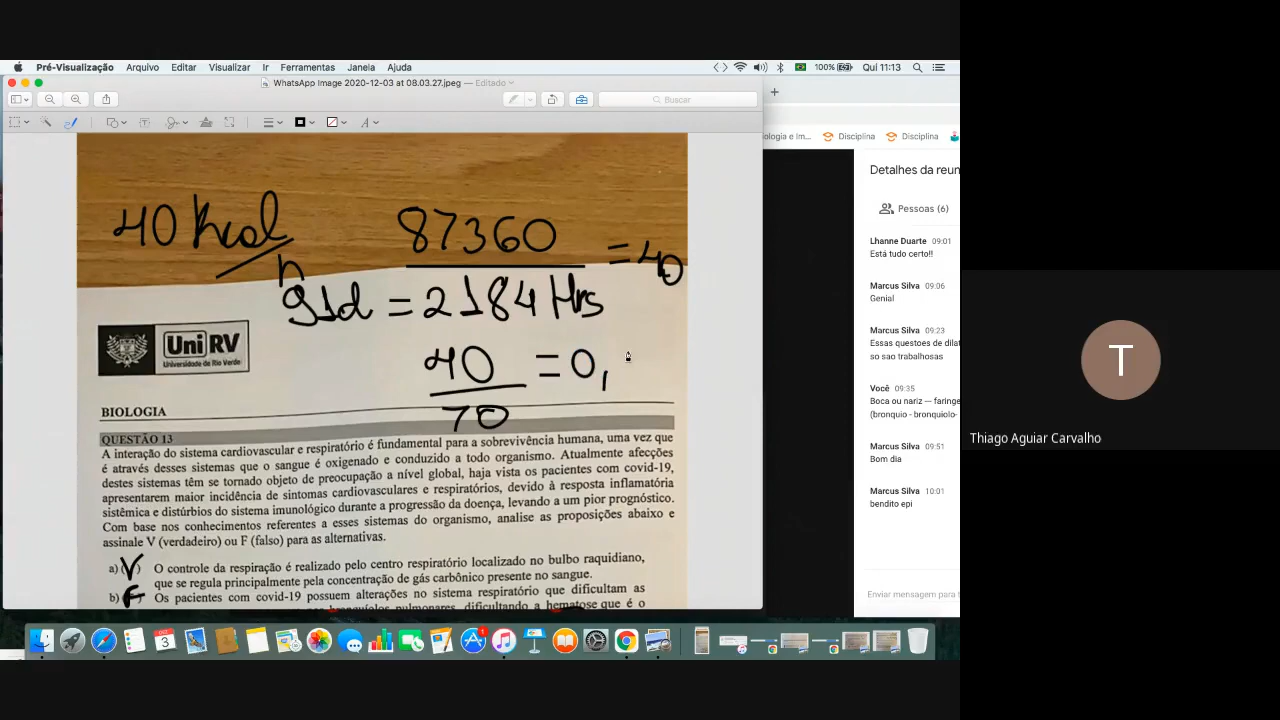 Pré-Visualização Arquivo Editar Visualizar Ir Ferramentas Janela Ajuda 100% Qui 11:13
WhatsApp Image 2020-12-03 at 08.03.27.jpeg — Editado
Buscar
ologia e Im... Disciplina Disciplina
40 Kcal
h
87360 = 40
91d = 2184 Hrs
40 = 0,
70
UniRV
Universidade de Rio Verde
BIOLOGIA
QUESTÃO 13
A interação do sistema cardiovascular e respiratório é fundamental para a sobrevivência humana, uma vez que
é através desses sistemas que o sangue é oxigenado e conduzido a todo organismo. Atualmente afecções
destes sistemas têm se tornado objeto de preocupação a nível global, haja vista os pacientes com covid-19,
apresentarem maior incidência de sintomas cardiovasculares e respiratórios, devido à resposta inflamatória
sistêmica e distúrbios do sistema imunológico durante a progressão da doença, levando a um pior prognóstico.
Com base nos conhecimentos referentes a esses sistemas do organismo, analise as proposições abaixo e
assinale V (verdadeiro) ou F (falso) para as alternativas.
a) (V) O controle da respiração é realizado pelo centro respiratório localizado no bulbo raquidiano,
que se regula principalmente pela concentração de gás carbônico presente no sangue.
b) (F) Os pacientes com covid-19 possuem alterações no sistema respiratório que dificultam as
bronquíolos pulmonares, dificultando a hematose que é o
Detalhes da reun
Pessoas (6)
Lhanne Duarte 09:01
Está tudo certo!!
Marcus Silva 09:06
Genial
Marcus Silva 09:23
Essas questoes de dilat
so sao trabalhosas
Você 09:35
Boca ou nariz --- faringe
(bronquio - bronquiolo-
Marcus Silva 09:51
Bom dia
Marcus Silva 10:01
bendito epi
Enviar mensagem para t
T
Thiago Aguiar Carvalho
DEZ
3
1